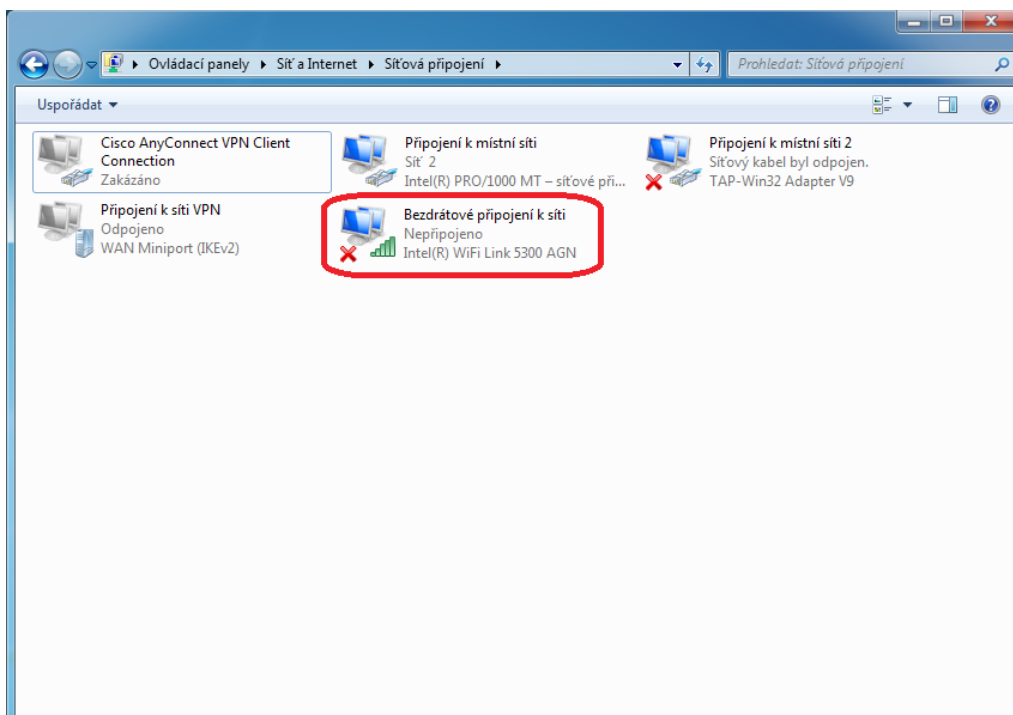 Ovládací panely ▸ Síť a Internet ▸ Síťová připojení ▸
Prohledat: Síťová připojení
Uspořádat
Cisco AnyConnect VPN Client
Connection
Zakázáno
Připojení k místní síti
Síť 2
Intel(R) PRO/1000 MT – síťové při...
Připojení k místní síti 2
Síťový kabel byl odpojen.
TAP-Win32 Adapter V9
Připojení k síti VPN
Odpojeno
WAN Miniport (IKEv2)
Bezdrátové připojení k síti
Nepřipojeno
Intel(R) WiFi Link 5300 AGN